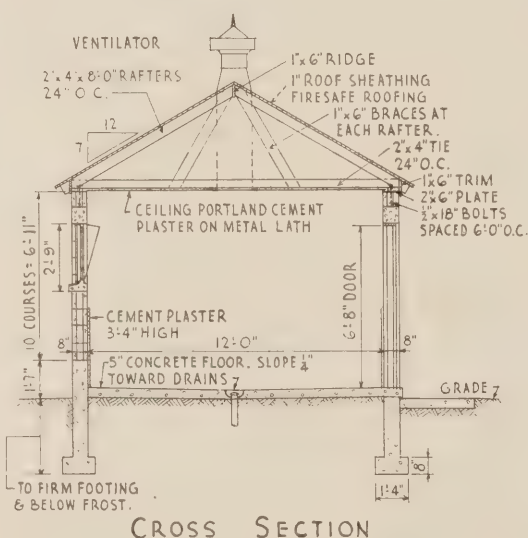 VENTILATOR
2"x 4"x 8'-0" RAFTERS
24" O.C.
12
7
1"x 6" RIDGE
1" ROOF SHEATHING
FIRESAFE ROOFING
1"x 6" BRACES AT
EACH RAFTER.
2"x 4" TIE
24" O.C.
1"x 6" TRIM
2"x 6" PLATE
½"x 18" BOLTS
SPACED 6'-0" O.C.
CEILING PORTLAND CEMENT
PLASTER ON METAL LATH
10 COURSES = 6'-11"
2'-9"
6'-8" DOOR
CEMENT PLASTER
3'-4" HIGH
8"
12'-0"
8"
1'-7"
5" CONCRETE FLOOR. SLOPE ¼"
TOWARD DRAINS
GRADE
8"
1'-4"
TO FIRM FOOTING
& BELOW FROST.
CROSS SECTION